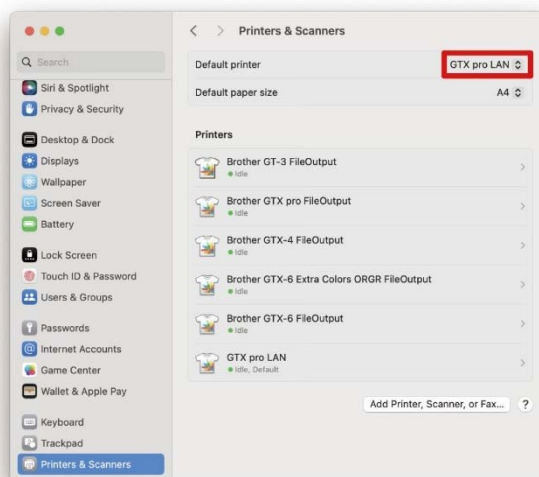 Printers & Scanners
Search
Siri & Spotlight
Privacy & Security
Desktop & Dock
Displays
Wallpaper
Screen Saver
Battery
Lock Screen
Touch ID & Password
Users & Groups
Passwords
Internet Accounts
Game Center
Wallet & Apple Pay
Keyboard
Trackpad
Printers & Scanners
Default printer GTX pro LAN
Default paper size A4
Printers
Brother GT-3 FileOutput
Idle
Brother GTX pro FileOutput
Idle
Brother GTX-4 FileOutput
Idle
Brother GTX-6 Extra Colors ORGR FileOutput
Idle
Brother GTX-6 FileOutput
Idle
GTX pro LAN
Idle, Default
Add Printer, Scanner, or Fax... ?